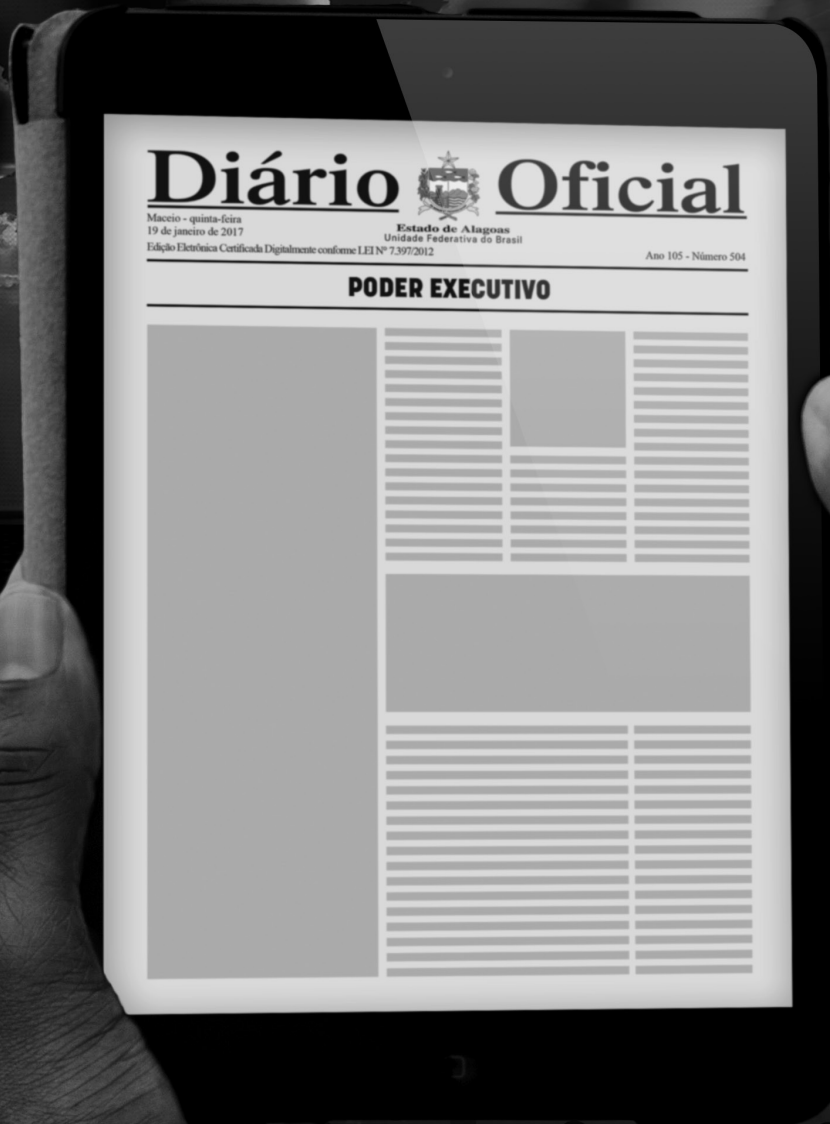 Diário Oficial
Maceio - quinta-feira
19 de janeiro de 2017
Estado de Alagoas
Unidade Federativa do Brasil
Edição Eletrônica Certificada Digitalmente conforme LEI Nº 7.397/2012
Ano 105 - Número 504
PODER EXECUTIVO